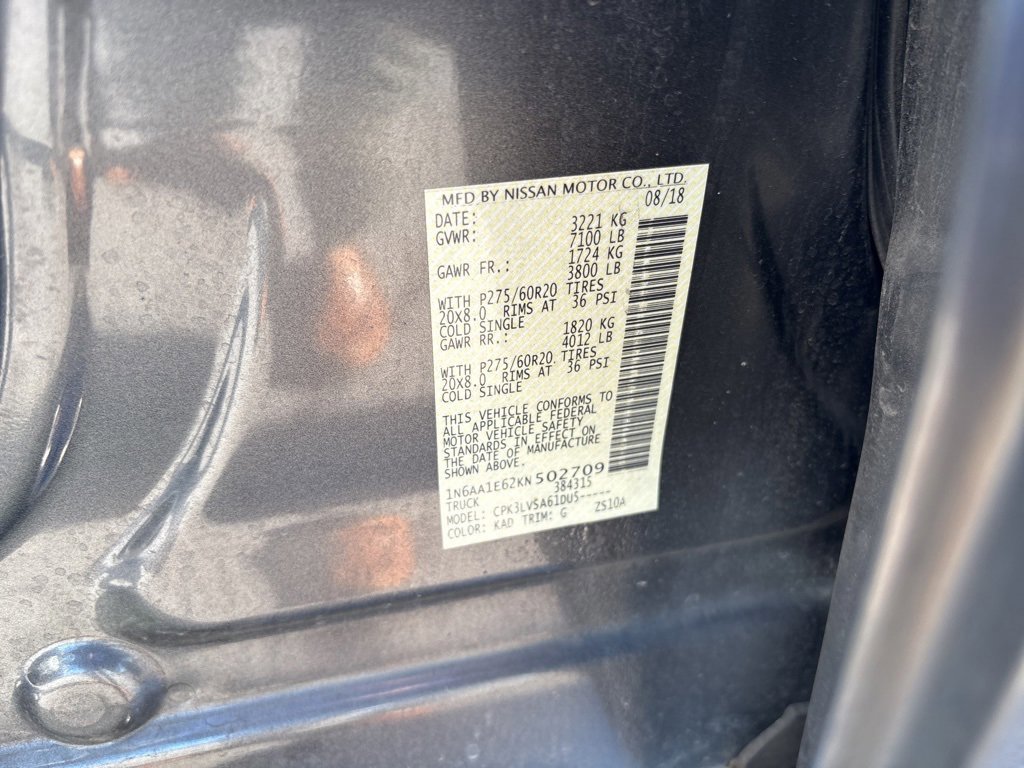 MFD BY NISSAN MOTOR CO., LTD.
DATE: 08/18
GVWR: 3221 KG
7100 LB
GAWR FR.: 1724 KG
3800 LB
WITH P275/60R20 TIRES
20X8.0 RIMS AT 36 PSI
COLD SINGLE
GAWR RR.: 1820 KG
4012 LB
WITH P275/60R20 TIRES
20X8.0 RIMS AT 36 PSI
COLD SINGLE
THIS VEHICLE CONFORMS TO
ALL APPLICABLE FEDERAL
MOTOR VEHICLE SAFETY
STANDARDS IN EFFECT ON
THE DATE OF MANUFACTURE
SHOWN ABOVE.
1N6AA1E62KN502709
TRUCK 384315
MODEL: CPK3LVSA61DU5-----
COLOR: KAD TRIM: G ZS10A